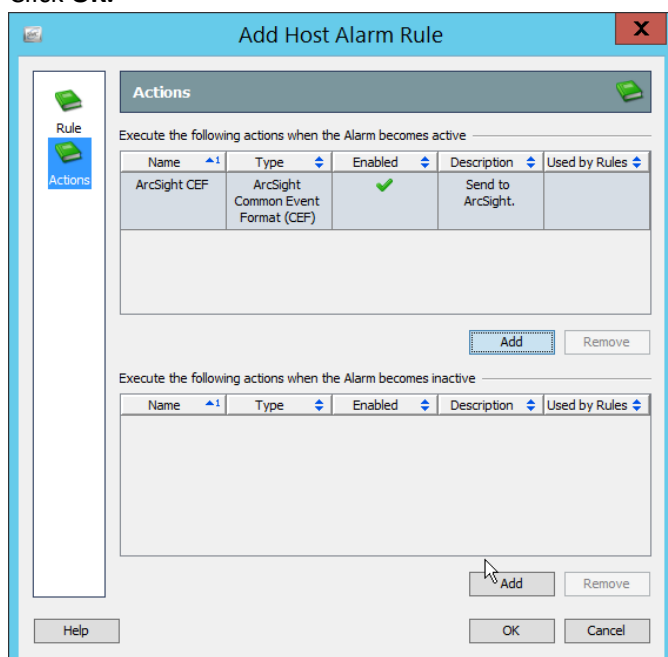 Click OK.
Add Host Alarm Rule
X
Rule
Actions
Actions
Execute the following actions when the Alarm becomes active
Name 1 Type Enabled Description Used by Rules
ArcSight CEF ArcSight Send to
Common Event ArcSight.
Format (CEF)
Add Remove
Execute the following actions when the Alarm becomes inactive
Name 1 Type Enabled Description Used by Rules
Add Remove
Help OK Cancel